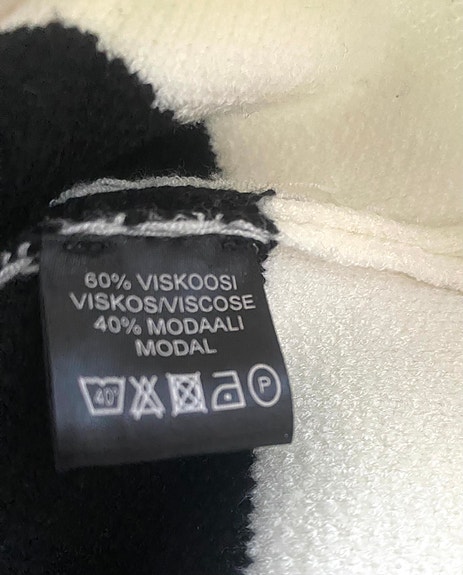 60% VISKOOSI
VISKOS/VISCOSE
40% MODAALI
MODAL
40° P